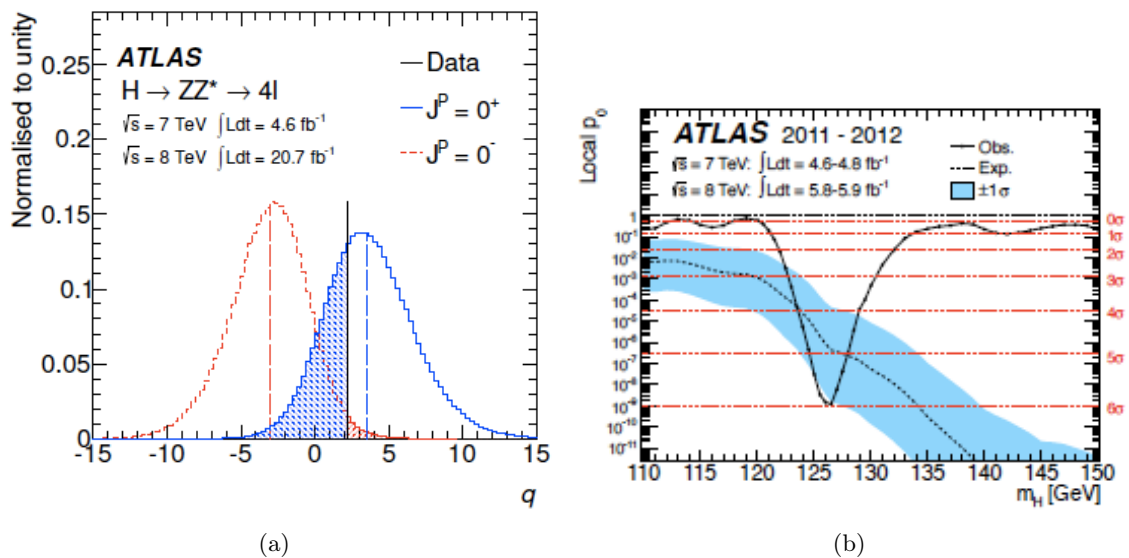 ATLAS
H → ZZ* → 4l
√s = 7 TeV ∫Ldt = 4.6 fb⁻¹
√s = 8 TeV ∫Ldt = 20.7 fb⁻¹
Data
Jᴾ = 0⁺
Jᴾ = 0⁻
Normalised to unity
0.25
0.2
0.15
0.1
0.05
0
-15 -10 -5 0 5 10 15
q
(a)
ATLAS 2011 - 2012
√s = 7 TeV: ∫Ldt = 4.6-4.8 fb⁻¹
√s = 8 TeV: ∫Ldt = 5.8-5.9 fb⁻¹
Obs.
Exp.
±1σ
Local p₀
1
10⁻¹
10⁻²
10⁻³
10⁻⁴
10⁻⁵
10⁻⁶
10⁻⁷
10⁻⁸
10⁻⁹
10⁻¹⁰
10⁻¹¹
0σ
1σ
2σ
3σ
4σ
5σ
6σ
110 115 120 125 130 135 140 145 150
m_H [GeV]
(b)